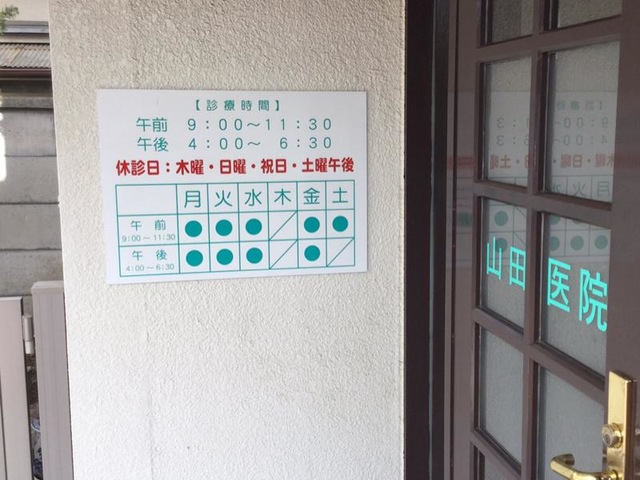 【診療時間】
午前 9：00～11：30
午後 4：00～ 6：30
休診日：木曜・日曜・祝日・土曜午後
月 火 水 木 金 土
午前 ● ● ● ／ ● ●
9:00～11:30
午後 ● ● ● ／ ● ／
4:00～6:30
山田医院